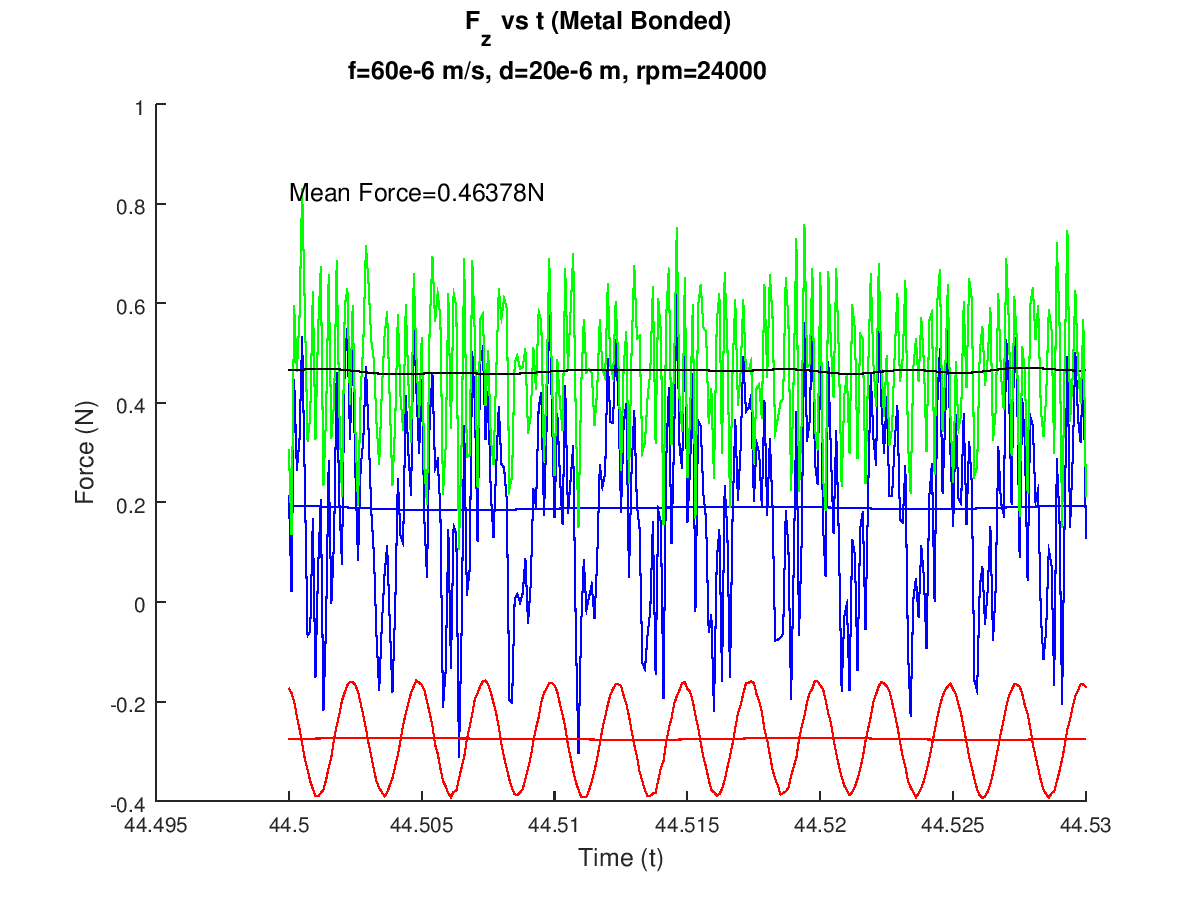 F_z vs t (Metal Bonded)
f=60e-6 m/s, d=20e-6 m, rpm=24000
1
Mean Force=0.46378N
0.8
0.6
0.4
0.2
0
-0.2
-0.4
Force (N)
44.495 44.5 44.505 44.51 44.515 44.52 44.525 44.53
Time (t)